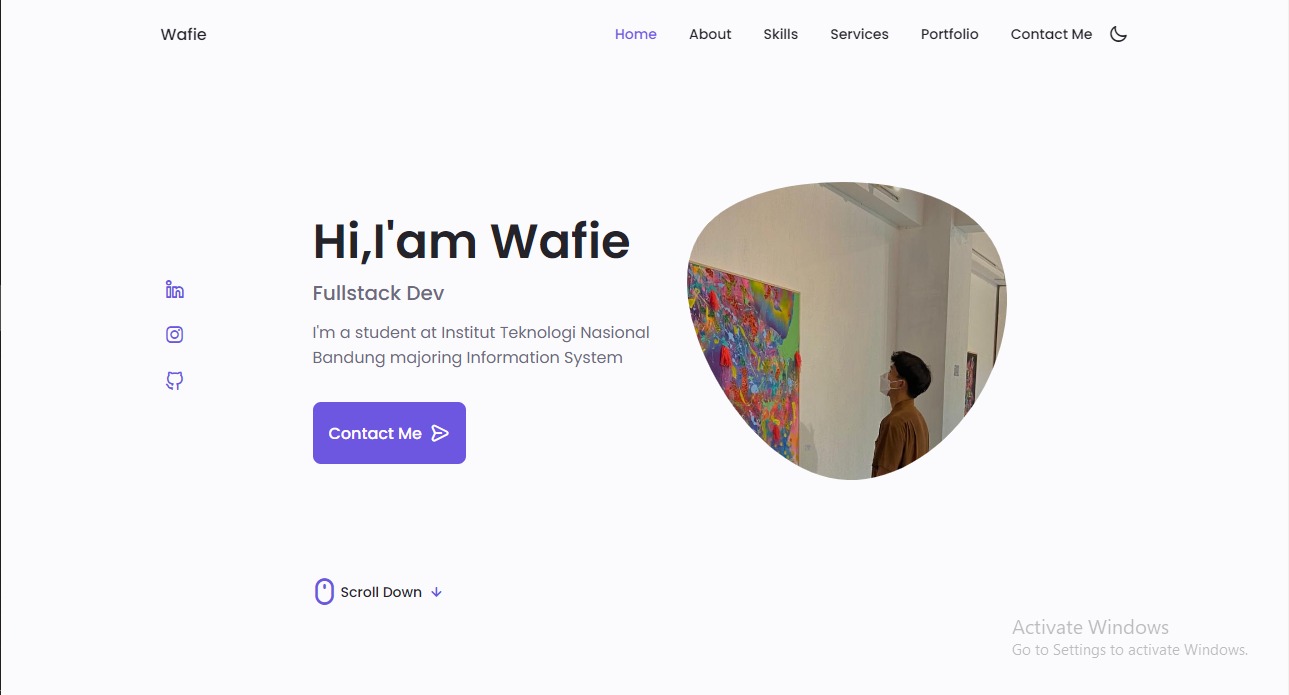 Wafie
Home About Skills Services Portfolio Contact Me
Hi,I'am Wafie
Fullstack Dev
I'm a student at Institut Teknologi Nasional
Bandung majoring Information System
Contact Me
Scroll Down
Activate Windows
Go to Settings to activate Windows.